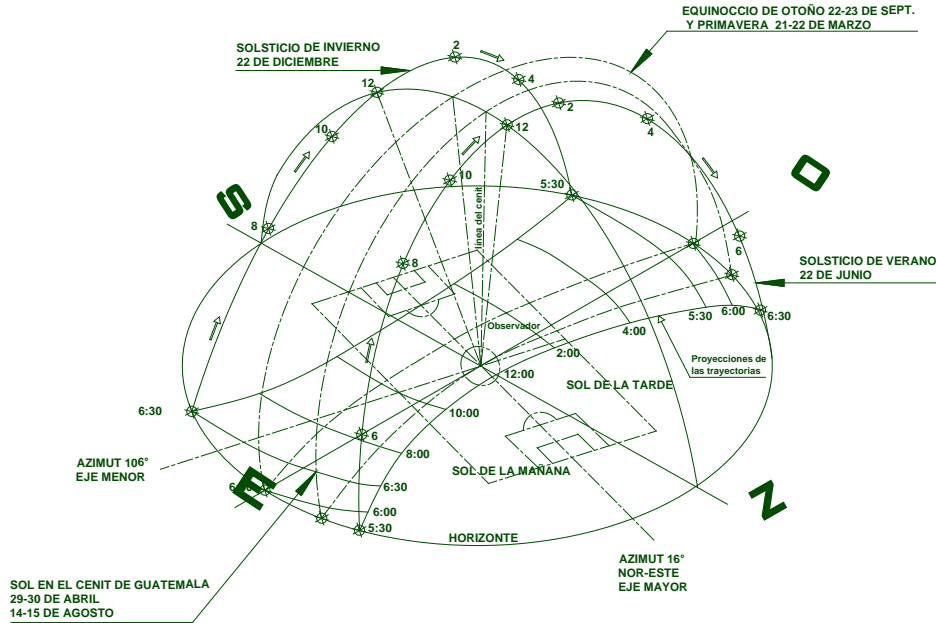 EQUINOCCIO DE OTOÑO 22-23 DE SEPT.
Y PRIMAVERA 21-22 DE MARZO
SOLSTICIO DE INVIERNO
22 DE DICIEMBRE
2
4
12
10
8
2
4
12
10
8
6
5:30
línea del cenit
S
O
6
SOLSTICIO DE VERANO
22 DE JUNIO
Observador
12:00
2:00
4:00
5:30
6:00
6:30
Proyecciones de
las trayectorias
SOL DE LA TARDE
SOL DE LA MAÑANA
6:30
10:00
8:00
6:30
6:00
5:30
AZIMUT 106°
EJE MENOR
E
N
HORIZONTE
AZIMUT 16°
NOR-ESTE
EJE MAYOR
SOL EN EL CENIT DE GUATEMALA
29-30 DE ABRIL
14-15 DE AGOSTO